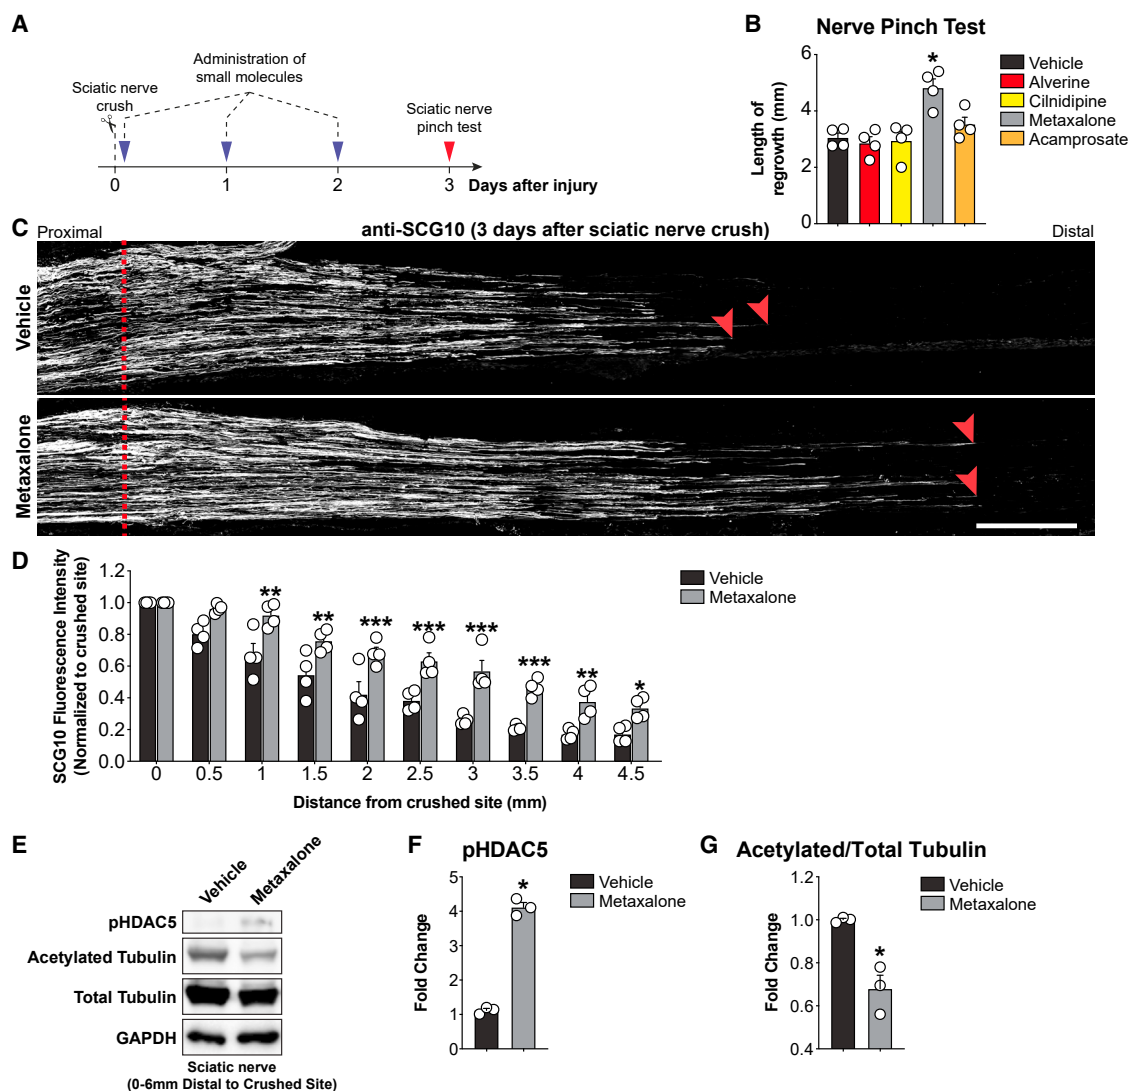 A
Administration of
small molecules
Sciatic nerve
crush
Sciatic nerve
pinch test
0
1
2
3
Days after injury
B
Nerve Pinch Test
Length of
regrowth (mm)
6
4
2
0
*
Vehicle
Alverine
Cilnidipine
Metaxalone
Acamprosate
C
Proximal
anti-SCG10 (3 days after sciatic nerve crush)
Distal
Vehicle
Metaxalone
D
SCG10 Fluorescence Intensity
(Normalized to crushed site)
1.2
1.0
0.8
0.6
0.4
0.2
0.0
** ** *** *** *** *** ** *
0 0.5 1 1.5 2 2.5 3 3.5 4 4.5
Distance from crushed site (mm)
Vehicle
Metaxalone
E
Vehicle
Metaxalone
pHDAC5
Acetylated Tubulin
Total Tubulin
GAPDH
Sciatic nerve
(0-6mm Distal to Crushed Site)
F
pHDAC5
Fold Change
5
4
3
2
1
0
*
Vehicle
Metaxalone
G
Acetylated/Total Tubulin
Fold Change
1.2
1.0
0.8
0.6
0.4
*
Vehicle
Metaxalone